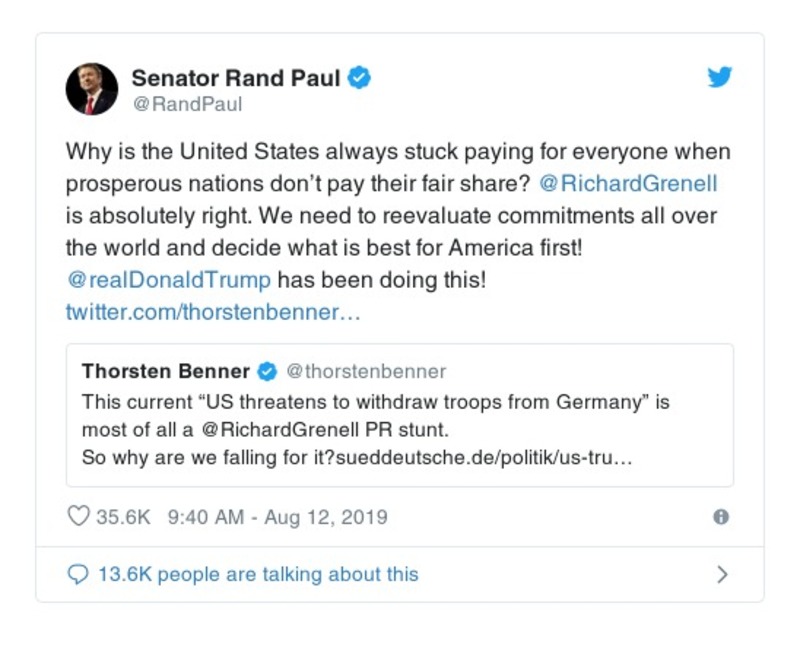 Senator Rand Paul
@RandPaul
Why is the United States always stuck paying for everyone when
prosperous nations don’t pay their fair share? @RichardGrenell
is absolutely right. We need to reevaluate commitments all over
the world and decide what is best for America first!
@realDonaldTrump has been doing this!
twitter.com/thorstenbenner…
Thorsten Benner @thorstenbenner
This current “US threatens to withdraw troops from Germany” is
most of all a @RichardGrenell PR stunt.
So why are we falling for it?sueddeutsche.de/politik/us-tru…
35.6K 9:40 AM - Aug 12, 2019
13.6K people are talking about this